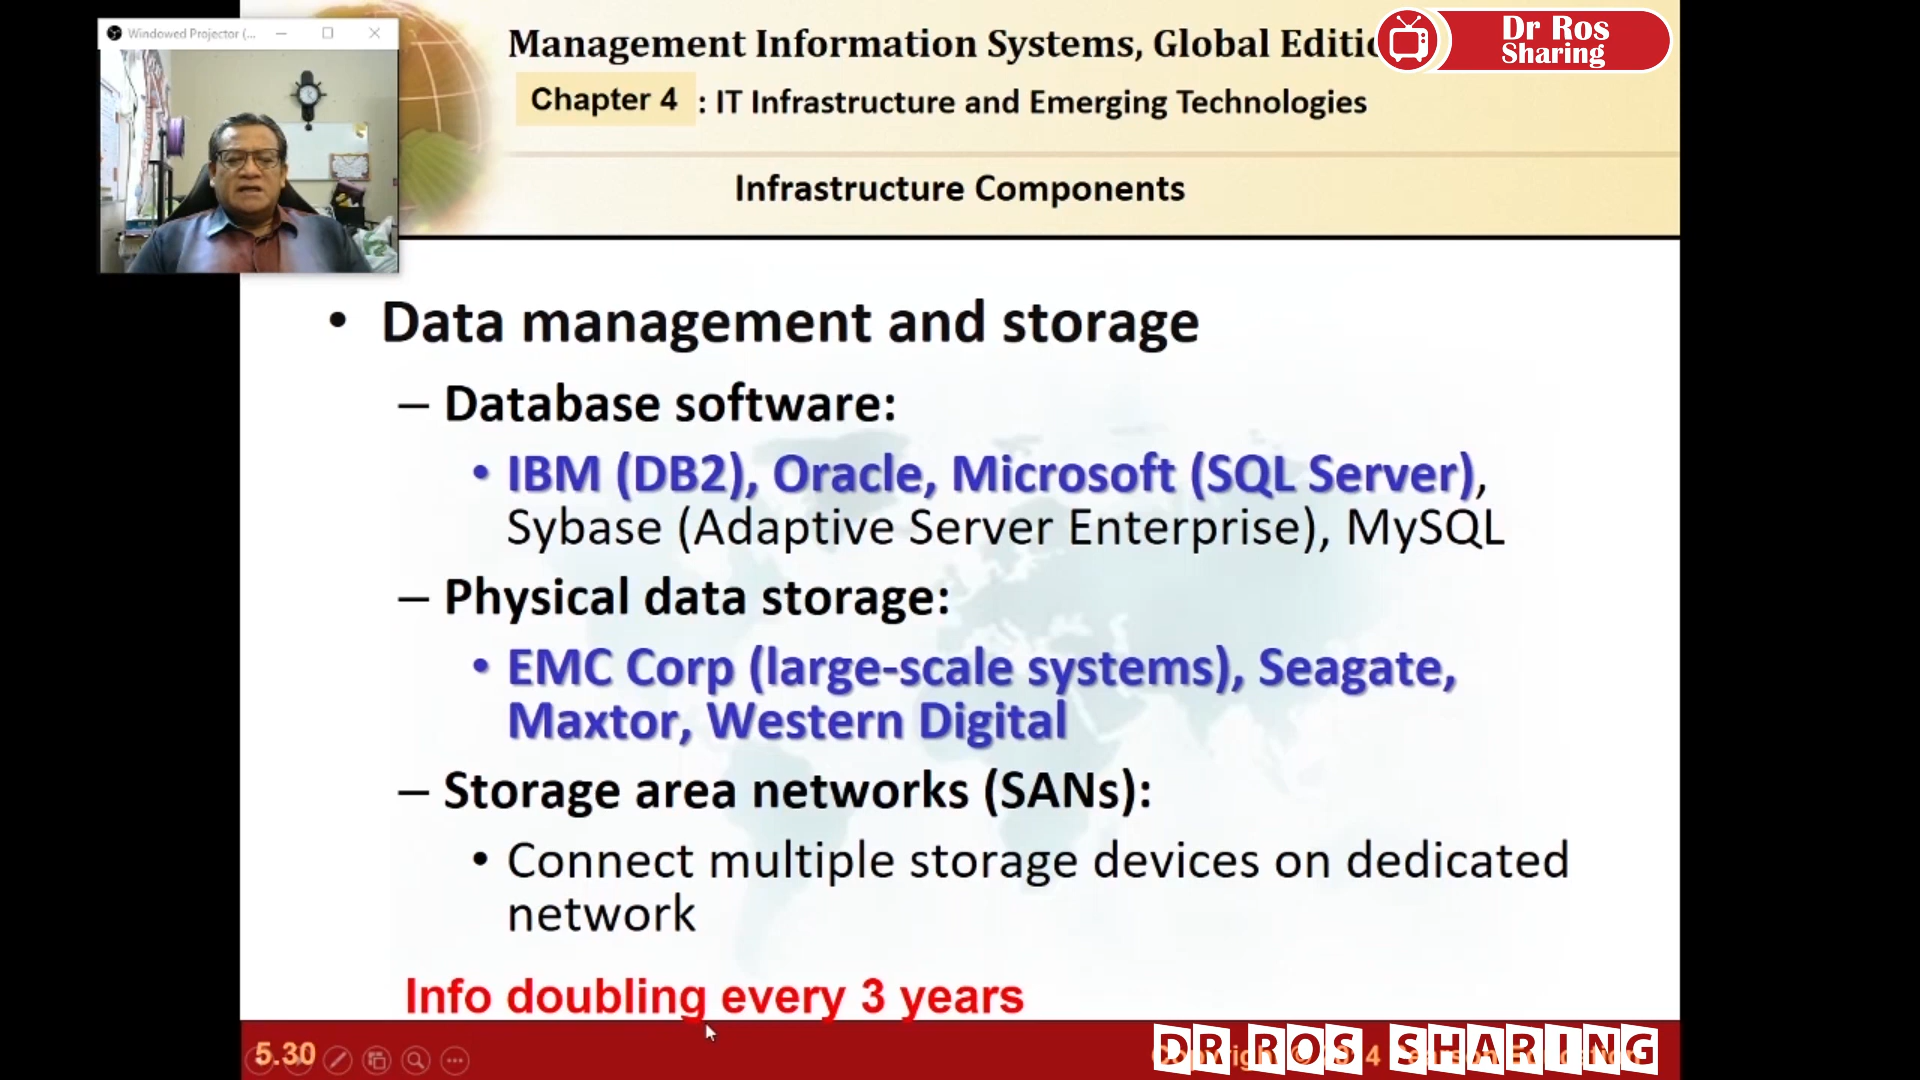 Windowed Projector (...
Management Information Systems, Global Editi
Dr Ros
Sharing
Chapter 4 : IT Infrastructure and Emerging Technologies
Infrastructure Components
• Data management and storage
– Database software:
• IBM (DB2), Oracle, Microsoft (SQL Server),
Sybase (Adaptive Server Enterprise), MySQL
– Physical data storage:
• EMC Corp (large-scale systems), Seagate,
Maxtor, Western Digital
– Storage area networks (SANs):
• Connect multiple storage devices on dedicated
network
Info doubling every 3 years
5.30
DR ROS SHARING